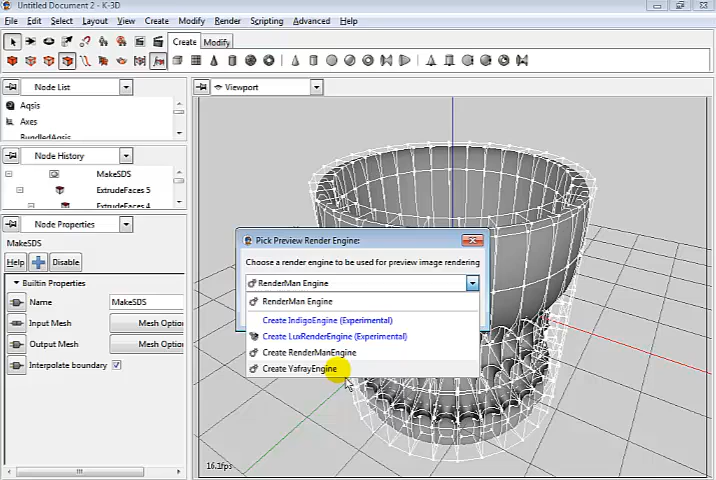 Untitled Document 2 - K-3D
File Edit Select Layout View Create Modify Render Scripting Advanced Help
Create Modify
Node List
Aqsis
Axes
BundledAqsis
Node History
MakeSDS
ExtrudeFaces 5
ExtrudeFaces 4
Node Properties
MakeSDS
Help Disable
Builtin Properties
Name MakeSDS
Input Mesh Mesh Optio
Output Mesh Mesh Optio
Interpolate boundary
Viewport
Pick Preview Render Engine:
Choose a render engine to be used for preview image rendering
RenderMan Engine
RenderMan Engine
Create IndigoEngine (Experimental)
Create LuxRenderEngine (Experimental)
Create RenderManEngine
Create YafrayEngine
16.1fps